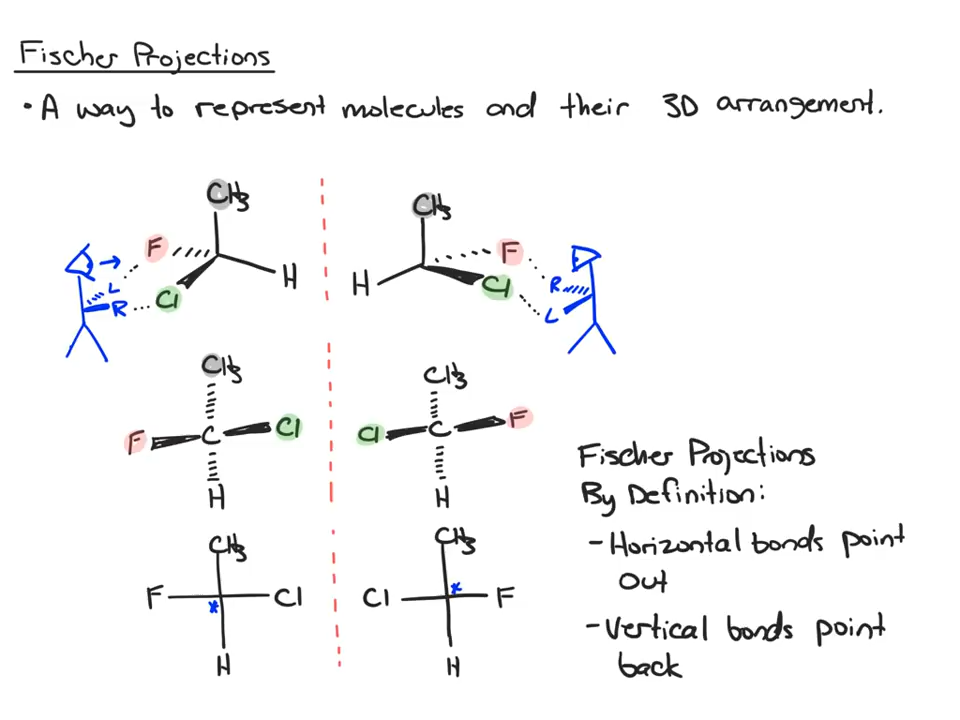 Fischer Projections
•A way to represent molecules and their 3D arrangement.
CH3
CH3
F
F
H
H
Cl
Cl
L
R
R
L
CH3
CH3
F C Cl
Cl C F
H
H
Fischer Projections
By Definition:
-Horizontal bonds point
out
-Vertical bonds point
back
CH3
CH3
F * Cl
Cl * F
H
H